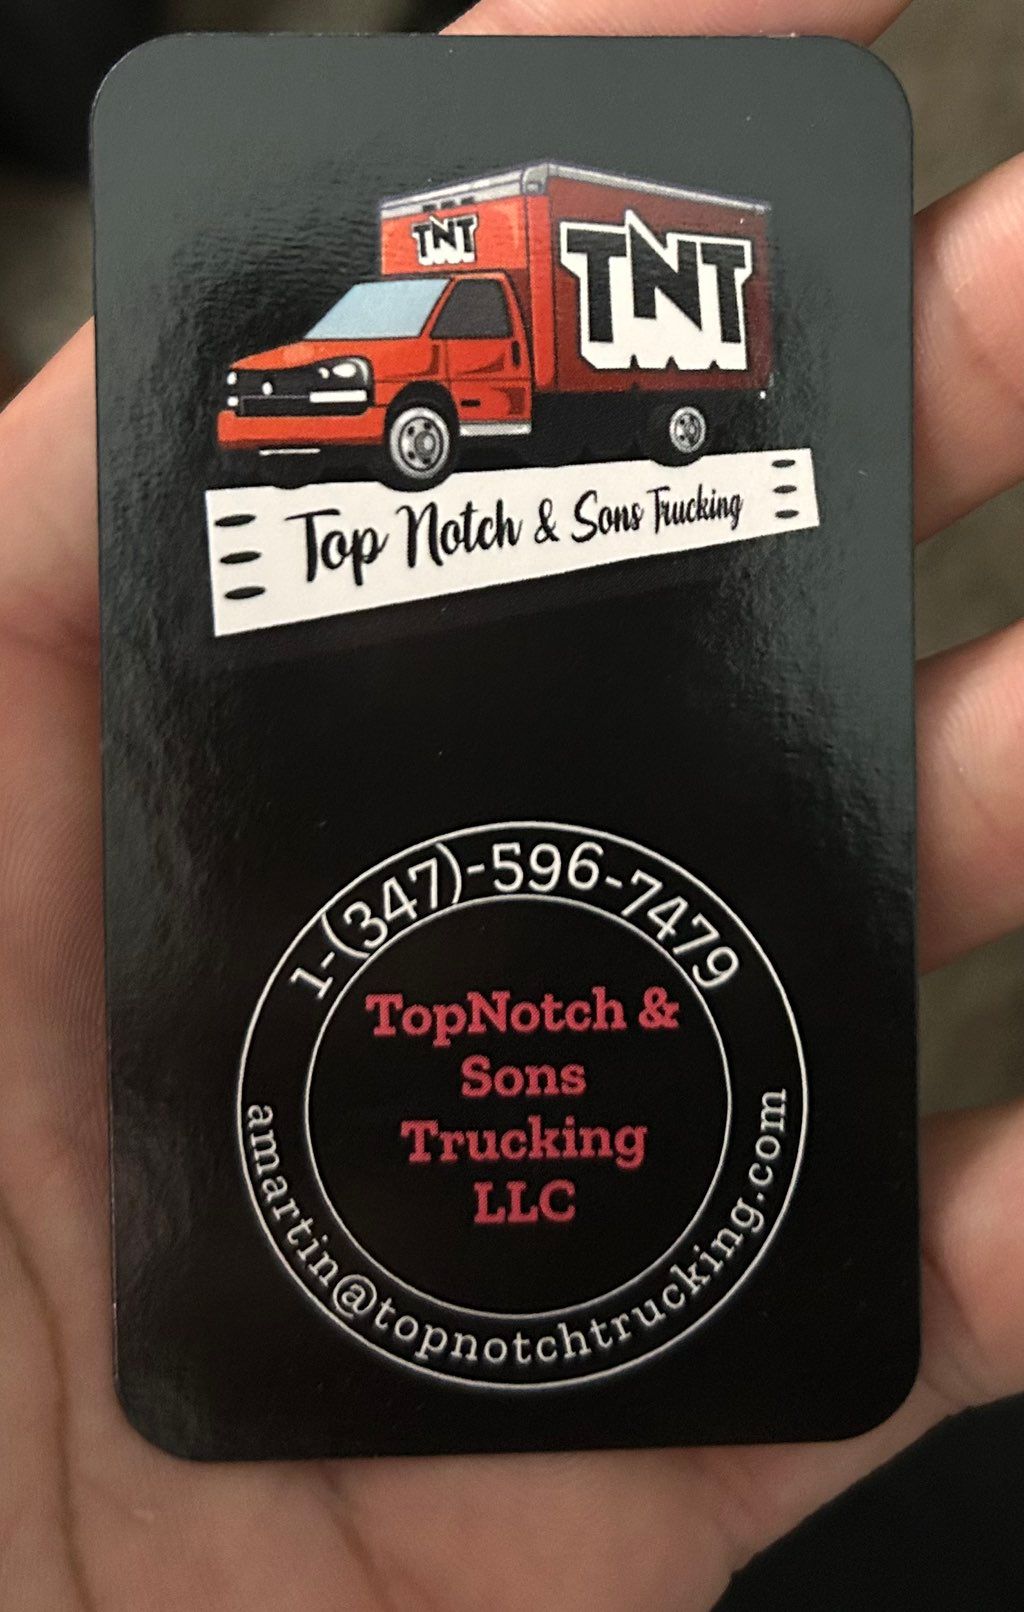 TNT
TNT
Top Notch & Sons Trucking
1-(347)-596-7479
TopNotch &
Sons
Trucking
LLC
amartin@topnotchtrucking.com